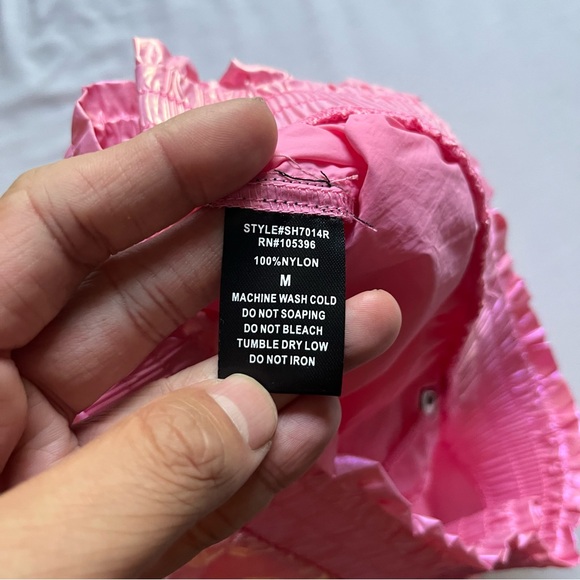 STYLE#SH7014R
RN#105396
100%NYLON
M
MACHINE WASH COLD
DO NOT SOAPING
DO NOT BLEACH
TUMBLE DRY LOW
DO NOT IRON